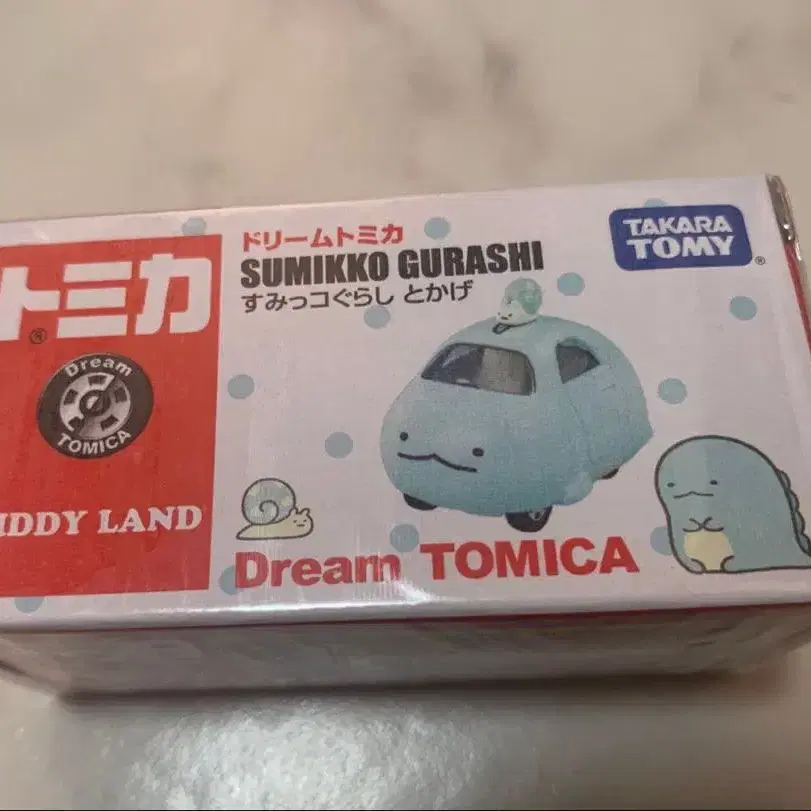 トミカ
®
Dream
TOMICA
IDDY LAND
ドリームトミカ
SUMIKKO GURASHI
すみっコぐらし とかげ
TAKARA
TOMY
®
Dream TOMICA